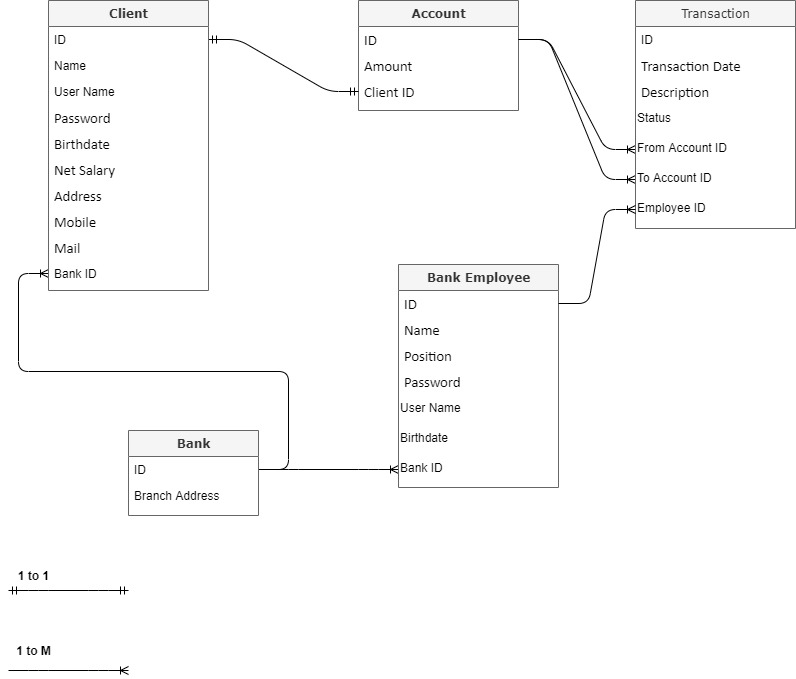 Client
ID
Name
User Name
Password
Birthdate
Net Salary
Address
Mobile
Mail
Bank ID
Account
ID
Amount
Client ID
Transaction
ID
Transaction Date
Description
Status
From Account ID
To Account ID
Employee ID
Bank Employee
ID
Name
Position
Password
User Name
Birthdate
Bank ID
Bank
ID
Branch Address
1 to 1
1 to M